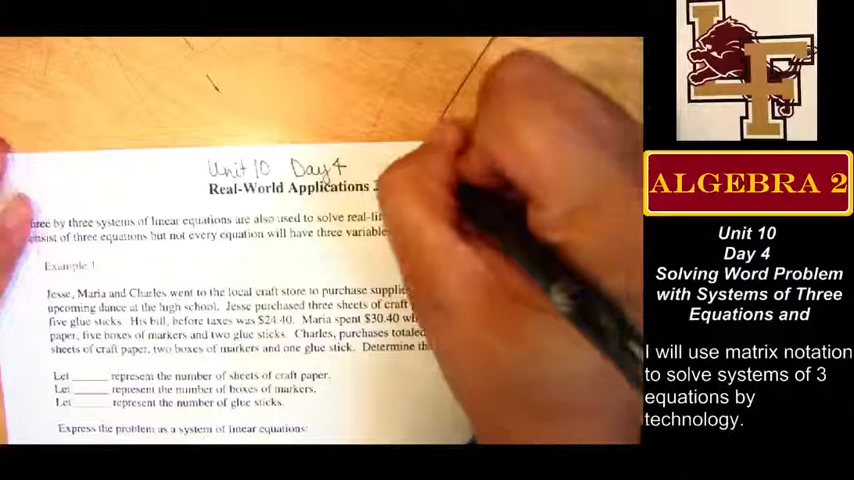 Unit 10 Day 4
Real-World Applications
three by three systems of linear equations are also used to solve real-lif
consist of three equations but not every equation will have three variables
Example 1
Jesse, Maria and Charles went to the local craft store to purchase supplies
upcoming dance at the high school. Jesse purchased three sheets of craft
five glue sticks. His bill, before taxes was $24.40. Maria spent $30.40 wh
paper, five boxes of markers and two glue sticks. Charles, purchases totaled
sheets of craft paper, two boxes of markers and one glue stick. Determine th
Let ______ represent the number of sheets of craft paper.
Let ______ represent the number of boxes of markers.
Let ______ represent the number of glue sticks.
Express the problem as a system of linear equations:
LF
ALGEBRA 2
Unit 10
Day 4
Solving Word Problem
with Systems of Three
Equations and
I will use matrix notation
to solve systems of 3
equations by
technology.